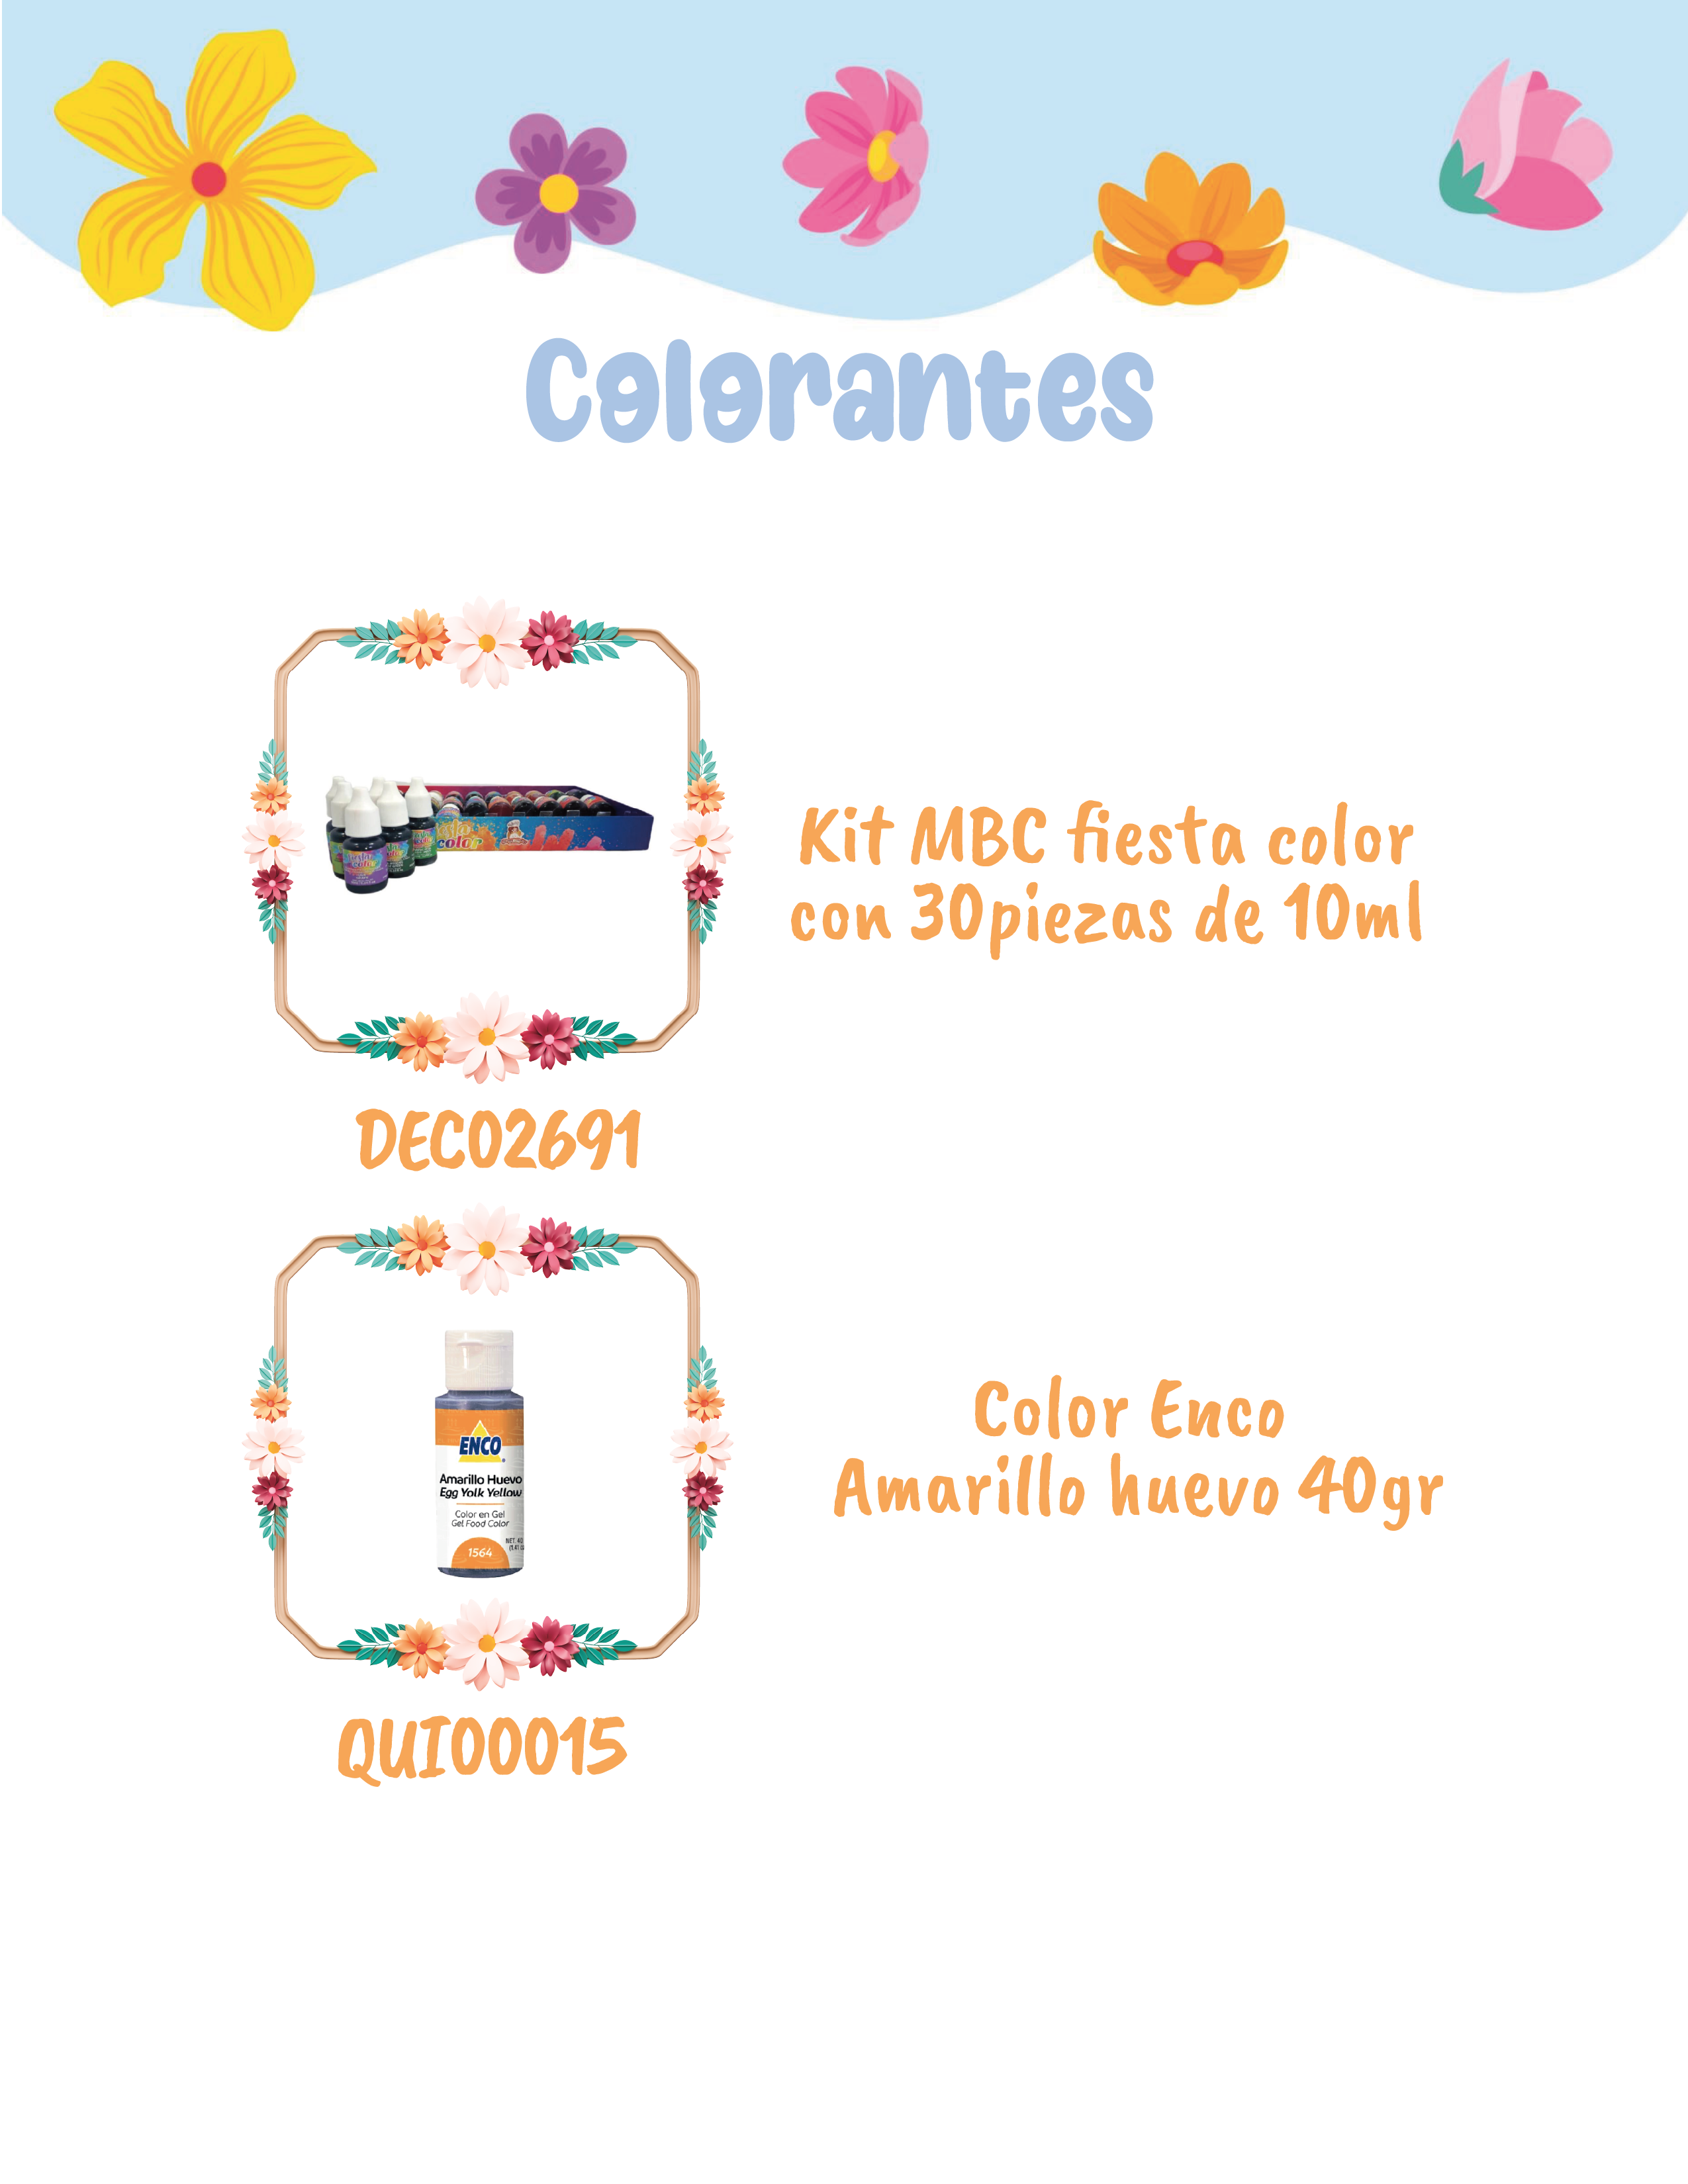 Colorantes
Kit MBC fiesta color
con 30piezas de 10ml
color
DEC02691
ENCO
Amarillo Huevo
Egg Yolk Yellow
Color en Gel
Gel Food Color
1564
Color Enco
Amarillo huevo 40gr
QUI00015